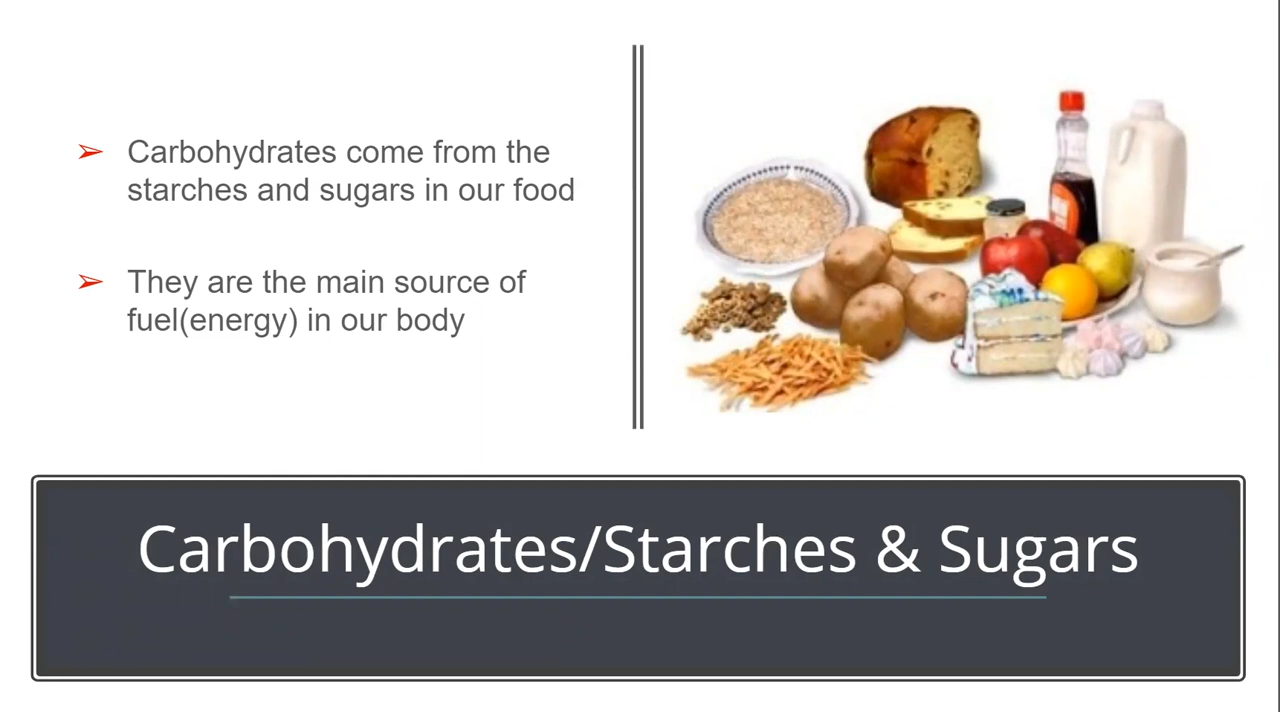 ➢ Carbohydrates come from the
starches and sugars in our food
➢ They are the main source of
fuel(energy) in our body
Carbohydrates/Starches & Sugars